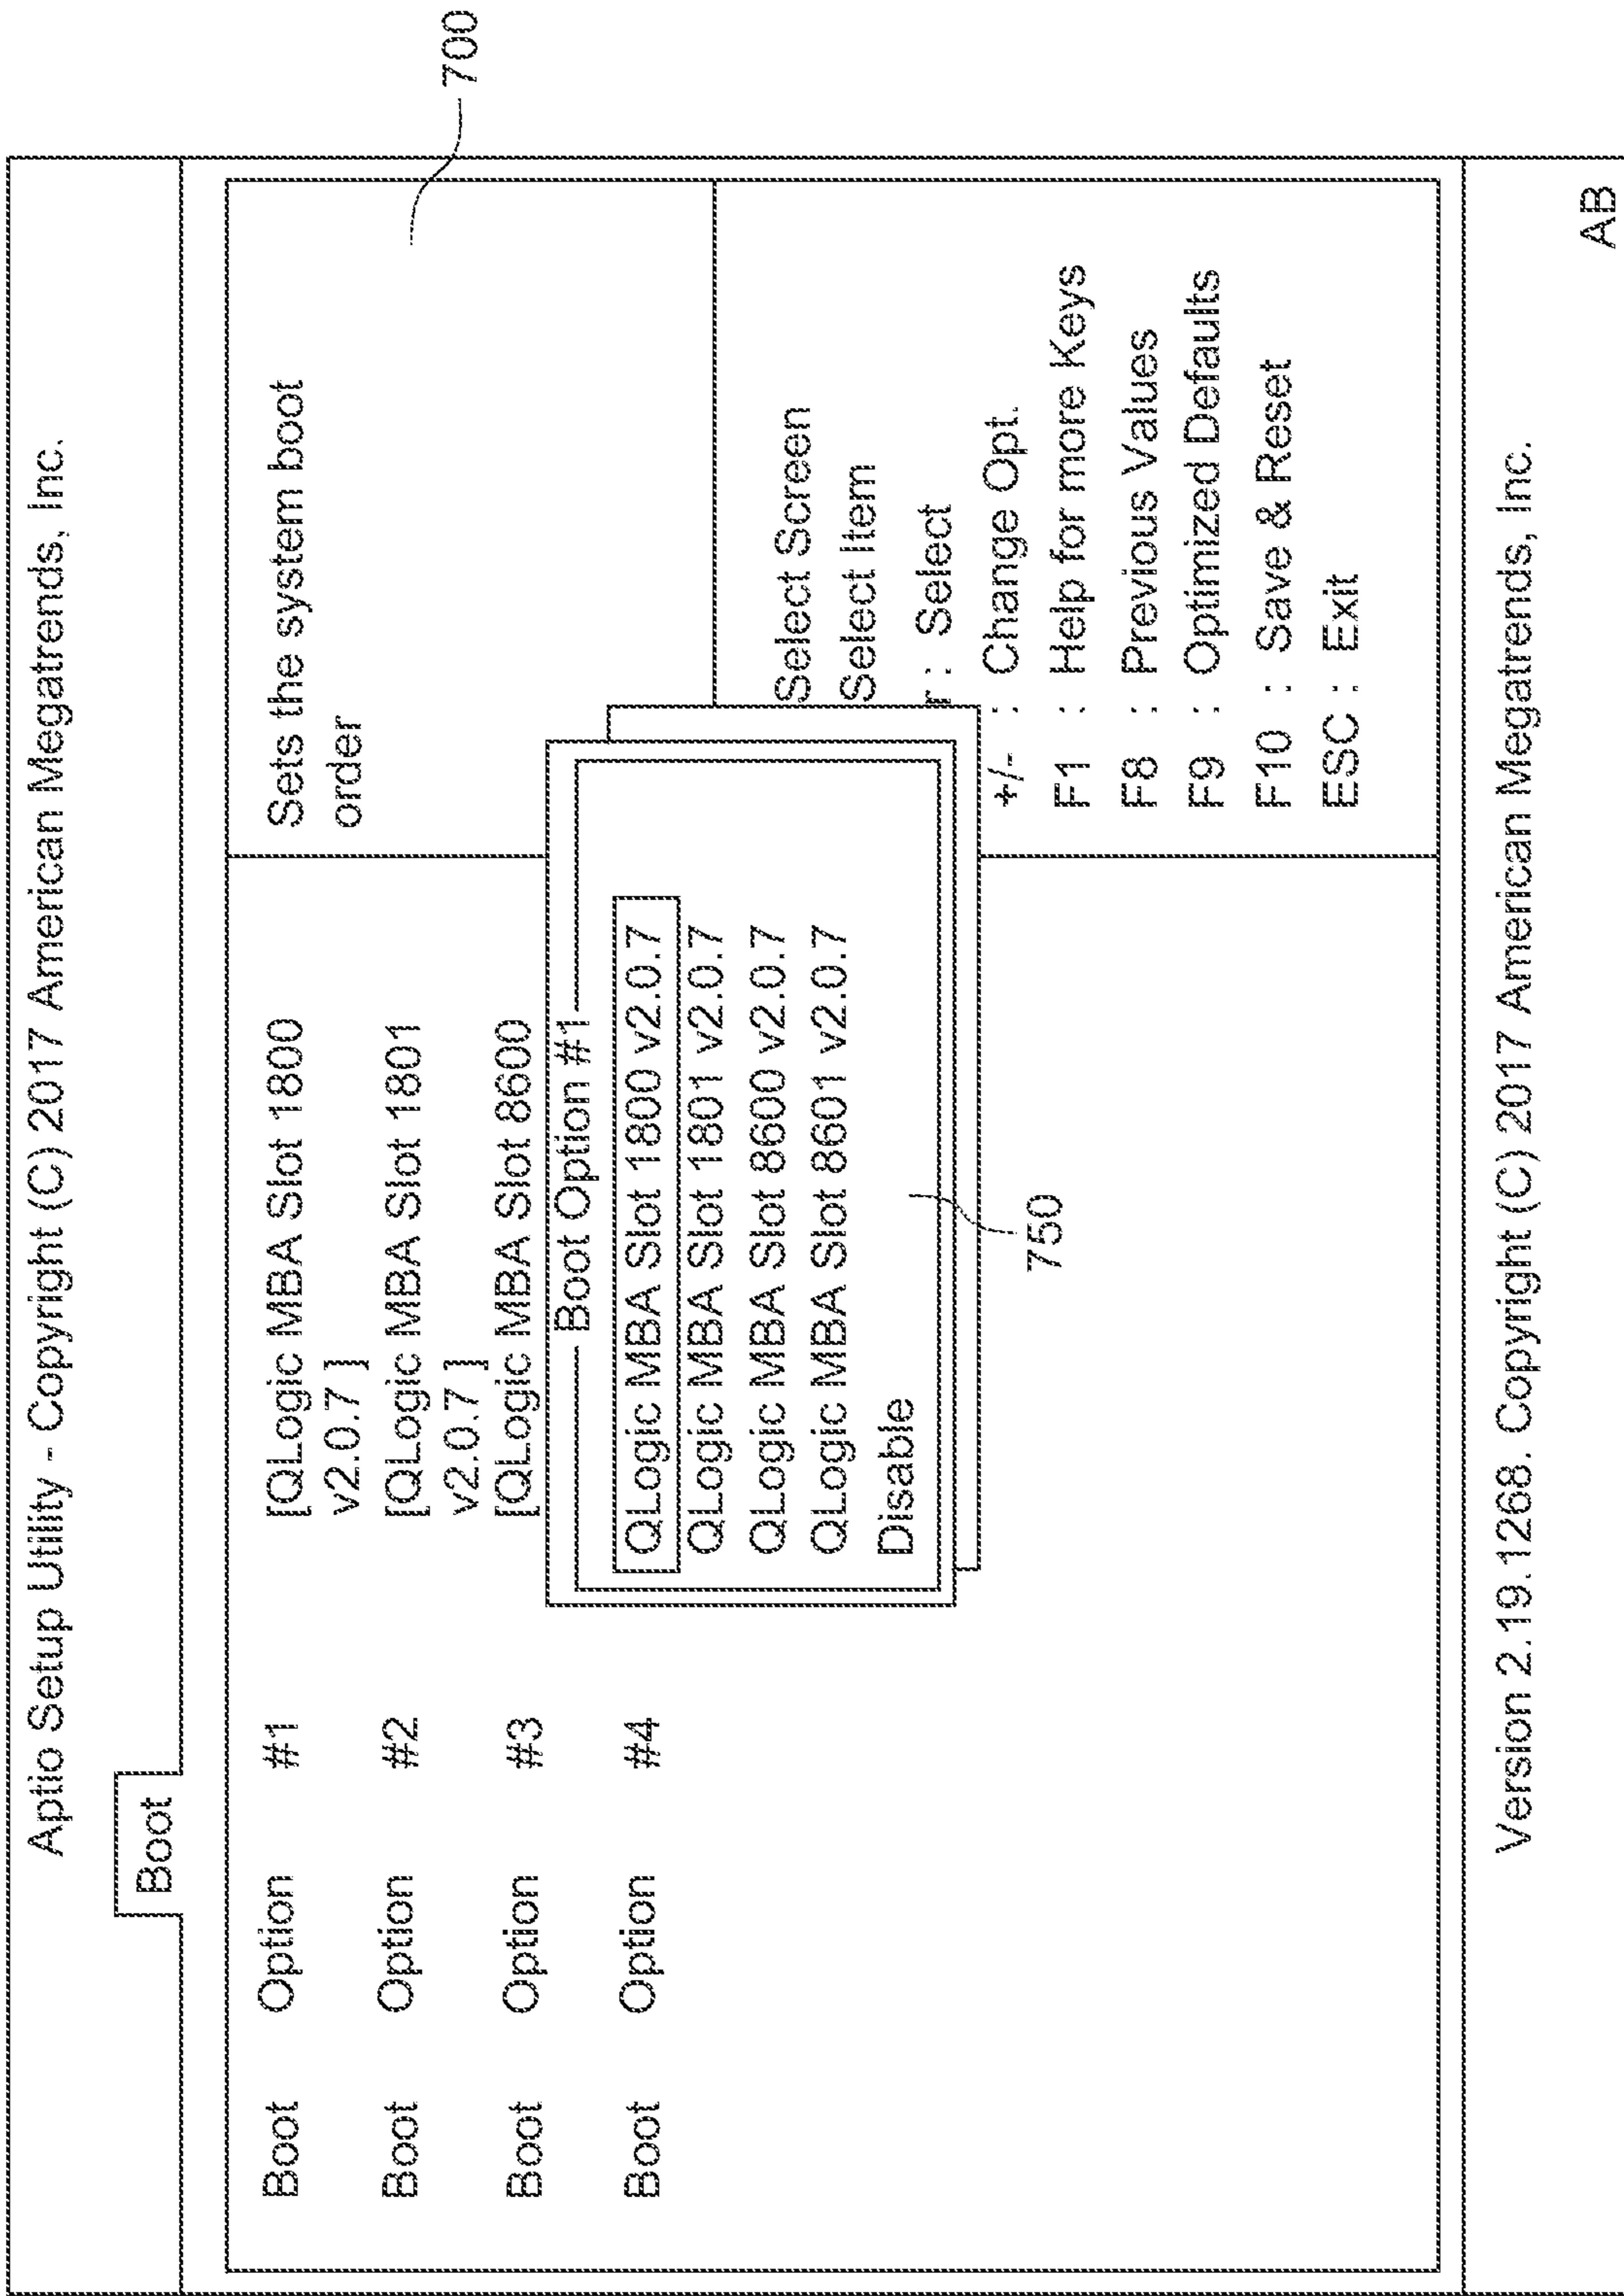 Aptio Setup Utility - Copyright (C) 2017 American Megatrends, Inc.
Boot
Boot Option #1 [QLogic MBA Slot 1800
v2.0.7 ]
Boot Option #2 [QLogic MBA Slot 1801
v2.0.7 ]
Boot Option #3 [QLogic MBA Slot 8600
Boot Option #4
Boot Option #1
QLogic MBA Slot 1800 v2.0.7
QLogic MBA Slot 1801 v2.0.7
QLogic MBA Slot 8600 v2.0.7
QLogic MBA Slot 8601 v2.0.7
Disable
750
Sets the system boot
order
700
Select Screen
Select Item
r : Select
+/- : Change Opt.
F1 : Help for more Keys
F8 : Previous Values
F9 : Optimized Defaults
F10 : Save & Reset
ESC : Exit
Version 2.19.1268. Copyright (C) 2017 American Megatrends, Inc.
AB